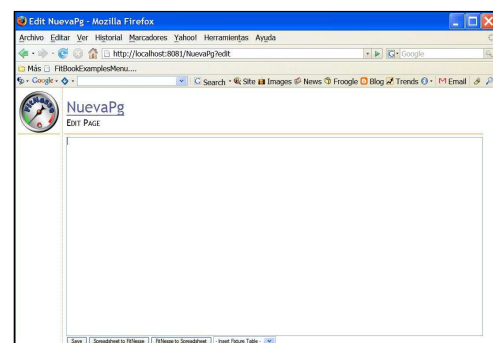 Edit NuevaPg - Mozilla Firefox
Archivo Editar Ver Historial Marcadores Yahoo! Herramientas Ayuda
http://localhost:8081/NuevaPg?edit Google
Más FitBookExamplesMenu....
Google Search Site Images News Froogle Blog Trends Email
FitNesse
NuevaPg
EDIT PAGE
Save Spreadsheet to FitNesse FitNesse to Spreadsheet - Insert Fixture Table -